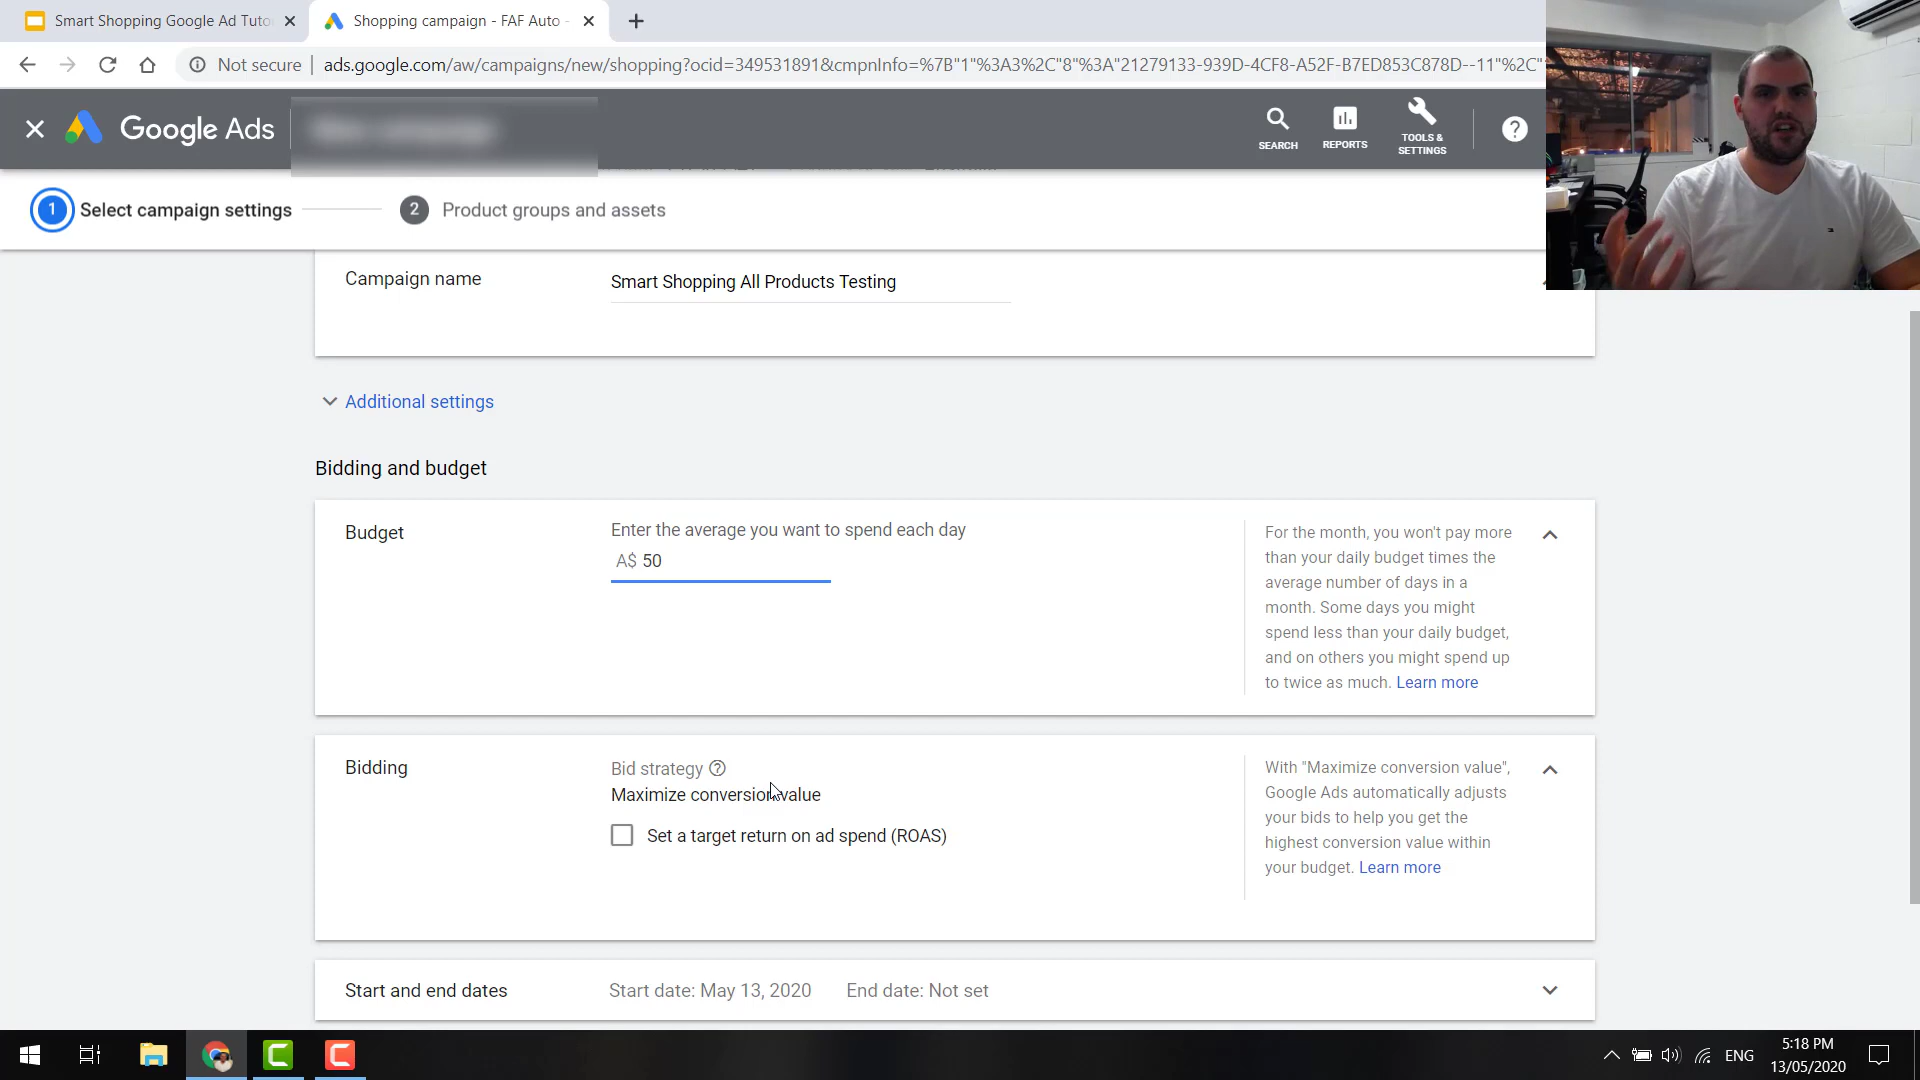 Smart Shopping Google Ad Tuto
Shopping campaign - FAF Auto -
Not secure
ads.google.com/aw/campaigns/new/shopping?ocid=349531891&cmpnInfo=%7B"1"%3A3%2C"8"%3A"21279133-939D-4CF8-A52F-B7ED853C878D--11"%2C"
Google Ads
SEARCH
REPORTS
TOOLS &
SETTINGS
1 Select campaign settings
2 Product groups and assets
Campaign name
Smart Shopping All Products Testing
Additional settings
Bidding and budget
Budget
Enter the average you want to spend each day
A$ 50
For the month, you won't pay more
than your daily budget times the
average number of days in a
month. Some days you might
spend less than your daily budget,
and on others you might spend up
to twice as much. Learn more
Bidding
Bid strategy
Maximize conversion value
Set a target return on ad spend (ROAS)
With "Maximize conversion value",
Google Ads automatically adjusts
your bids to help you get the
highest conversion value within
your budget. Learn more
Start and end dates
Start date: May 13, 2020
End date: Not set
ENG
5:18 PM
13/05/2020